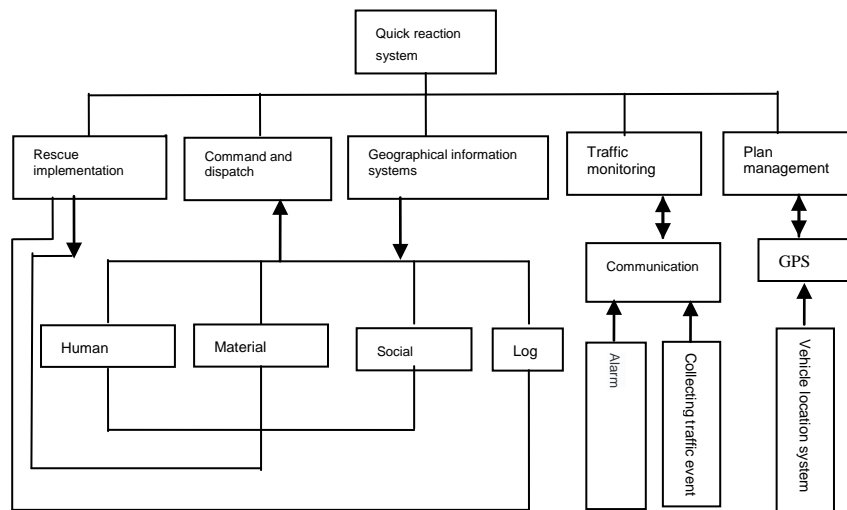 Quick reaction
system
Rescue
implementation
Command and
dispatch
Geographical information
systems
Traffic
monitoring
Plan
management
Communication
GPS
Human
Material
Social
Log
Alarm
Collecting traffic event
Vehicle location system